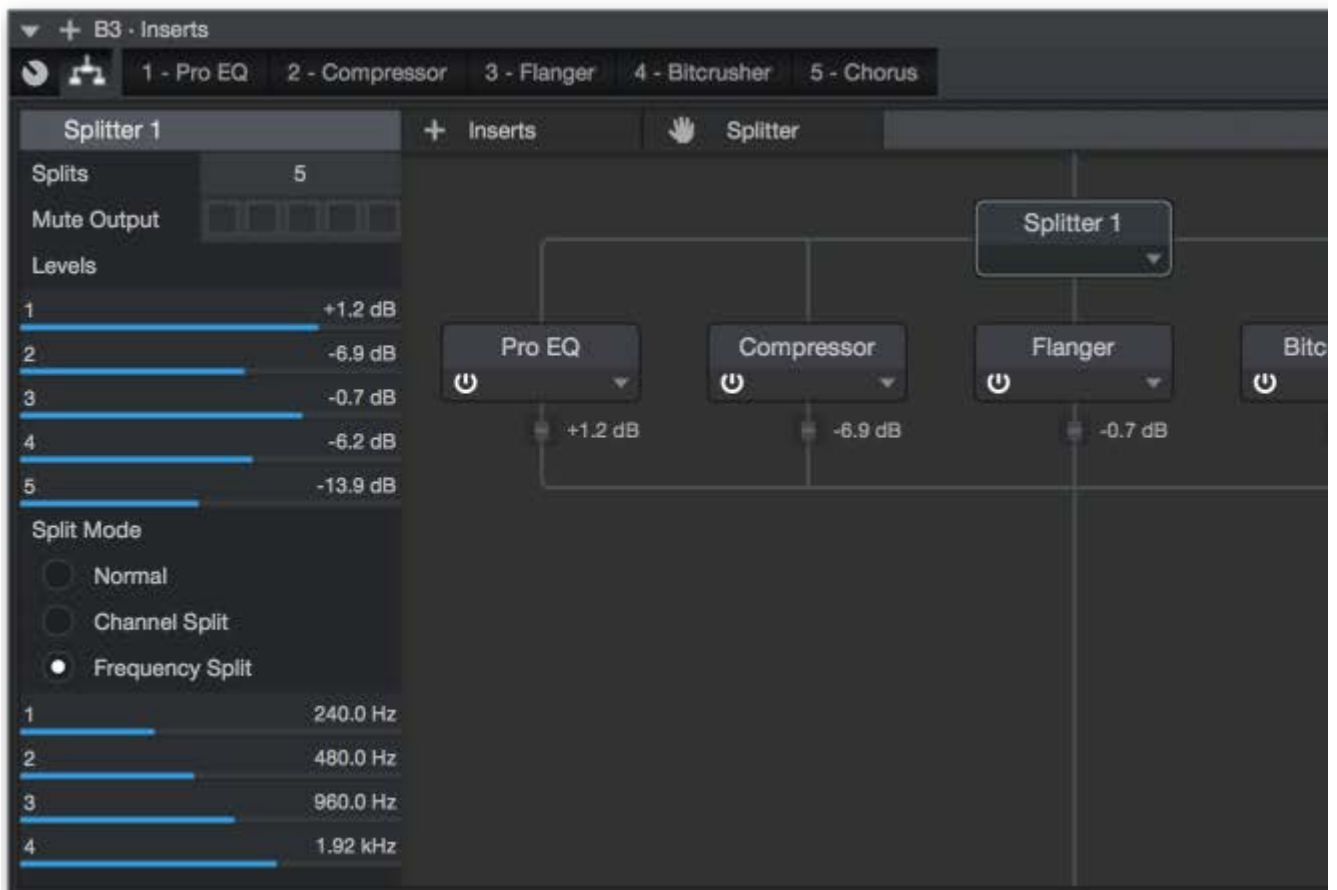 B3 - Inserts
1 - Pro EQ 2 - Compressor 3 - Flanger 4 - Bitcrusher 5 - Chorus
Splitter 1
Inserts Splitter
Splits 5
Mute Output
Levels
1 +1.2 dB
2 -6.9 dB
3 -0.7 dB
4 -6.2 dB
5 -13.9 dB
Split Mode
Normal
Channel Split
Frequency Split
1 240.0 Hz
2 480.0 Hz
3 960.0 Hz
4 1.92 kHz
Splitter 1
Pro EQ Compressor Flanger Bitc
+1.2 dB -6.9 dB -0.7 dB